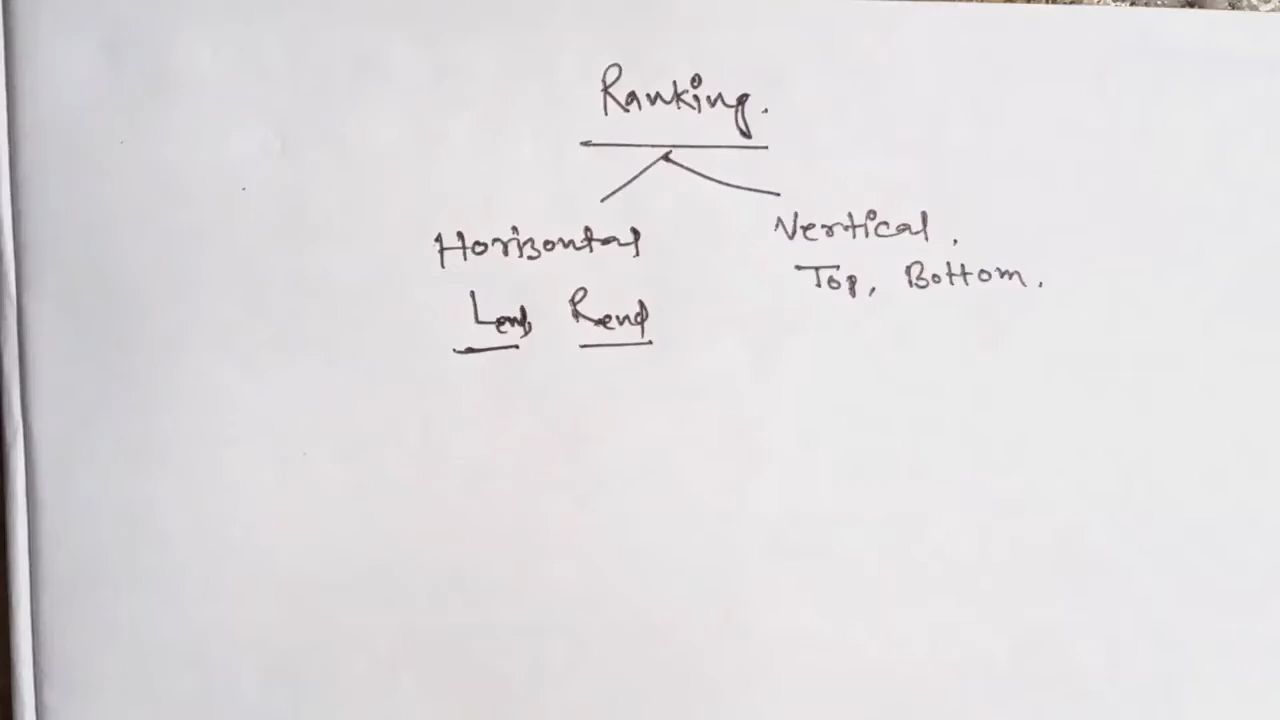 Ranking.
Horizontal
Vertical.
Top, Bottom.
Lend, Rend